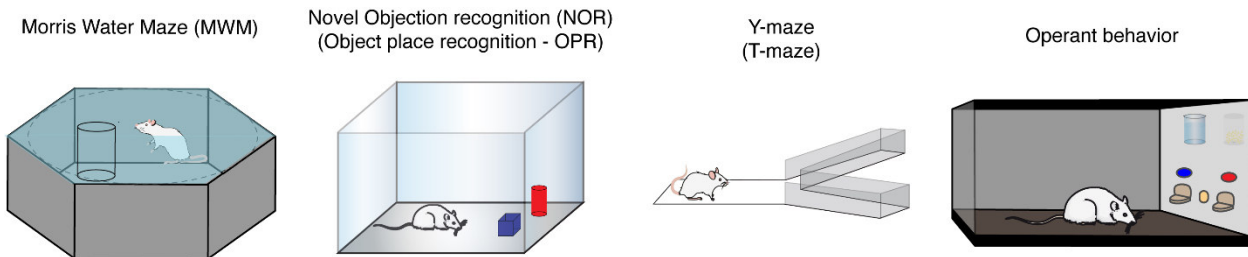 Morris Water Maze (MWM)
Novel Objection recognition (NOR)
(Object place recognition - OPR)
Y-maze
(T-maze)
Operant behavior